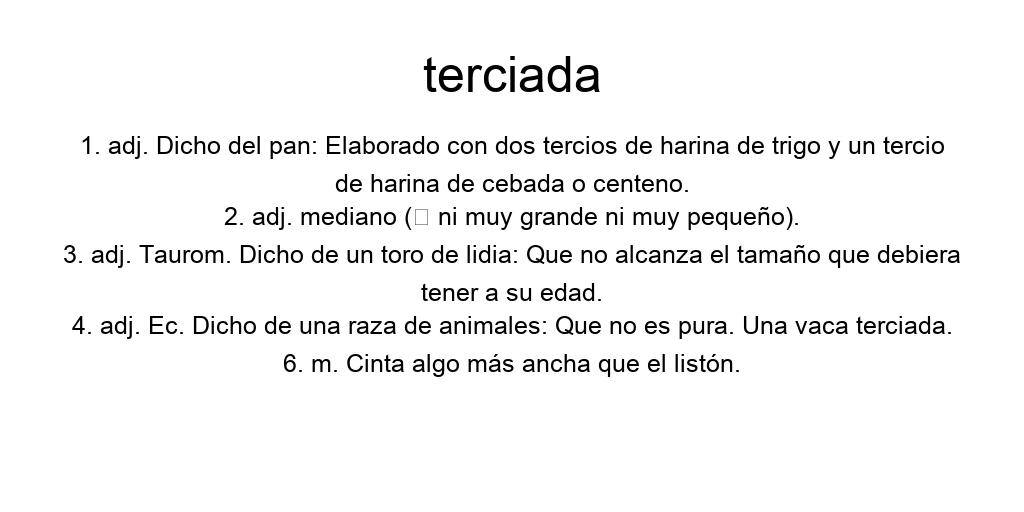 terciada
1. adj. Dicho del pan: Elaborado con dos tercios de harina de trigo y un tercio
de harina de cebada o centeno.
2. adj. mediano (▯ ni muy grande ni muy pequeño).
3. adj. Taurom. Dicho de un toro de lidia: Que no alcanza el tamaño que debiera
tener a su edad.
4. adj. Ec. Dicho de una raza de animales: Que no es pura. Una vaca terciada.
6. m. Cinta algo más ancha que el listón.